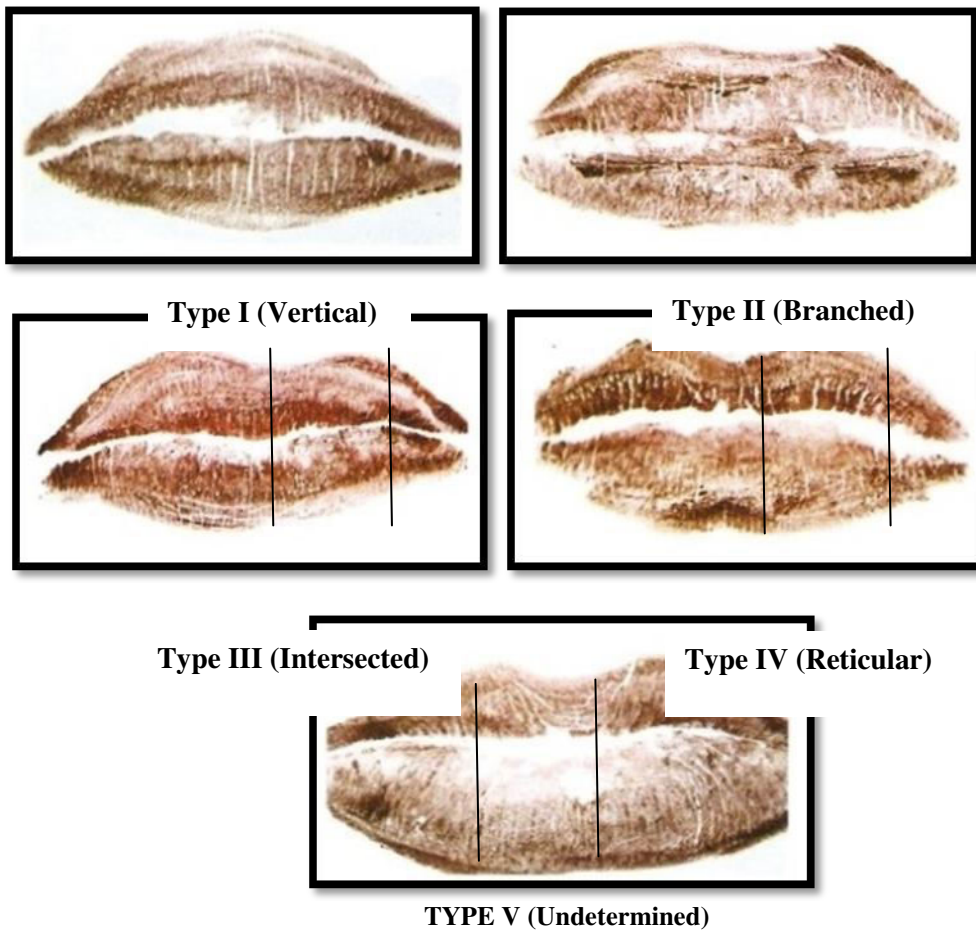 Type I (Vertical)
Type II (Branched)
Type III (Intersected)
Type IV (Reticular)
TYPE V (Undetermined)